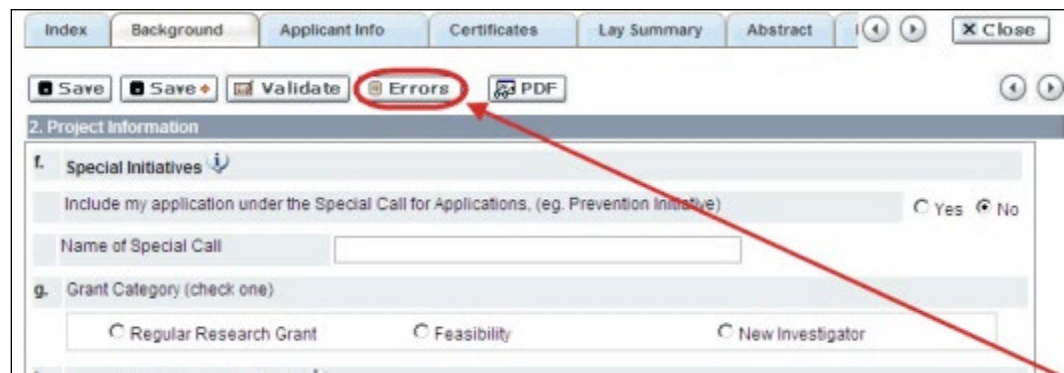 Index Background Applicant Info Certificates Lay Summary Abstract X Close
Save Save Validate Errors PDF
2. Project Information
f. Special Initiatives
Include my application under the Special Call for Applications, (eg. Prevention Initiative) Yes No
Name of Special Call
g. Grant Category (check one)
Regular Research Grant Feasibility New Investigator